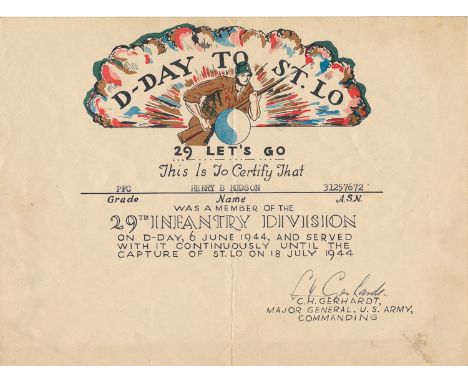 D-DAY TO ST. LO
29 LET'S GO
This Is To Certify That
PFC HENRY B HUDSON 31257672
Grade Name A.S.N.
WAS A MEMBER OF THE
29TH INFANTRY DIVISION
ON D-DAY, 6 JUNE 1944, AND SERVED
WITH IT CONTINUOUSLY UNTIL THE
CAPTURE OF ST. LO ON 18 JULY 1944
C H Gerhardt
C.H. GERHARDT,
MAJOR GENERAL, U.S. ARMY,
COMMANDING